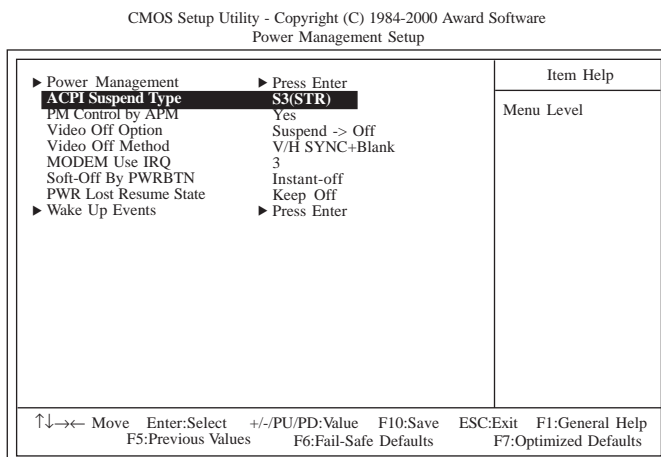 CMOS Setup Utility - Copyright (C) 1984-2000 Award Software
Power Management Setup
▶ Power Management ▶ Press Enter
ACPI Suspend Type S3(STR)
PM Control by APM Yes
Video Off Option Suspend -> Off
Video Off Method V/H SYNC+Blank
MODEM Use IRQ 3
Soft-Off By PWRBTN Instant-off
PWR Lost Resume State Keep Off
▶ Wake Up Events ▶ Press Enter
Item Help
Menu Level
↑↓→← Move Enter:Select +/-/PU/PD:Value F10:Save ESC:Exit F1:General Help
F5:Previous Values F6:Fail-Safe Defaults F7:Optimized Defaults